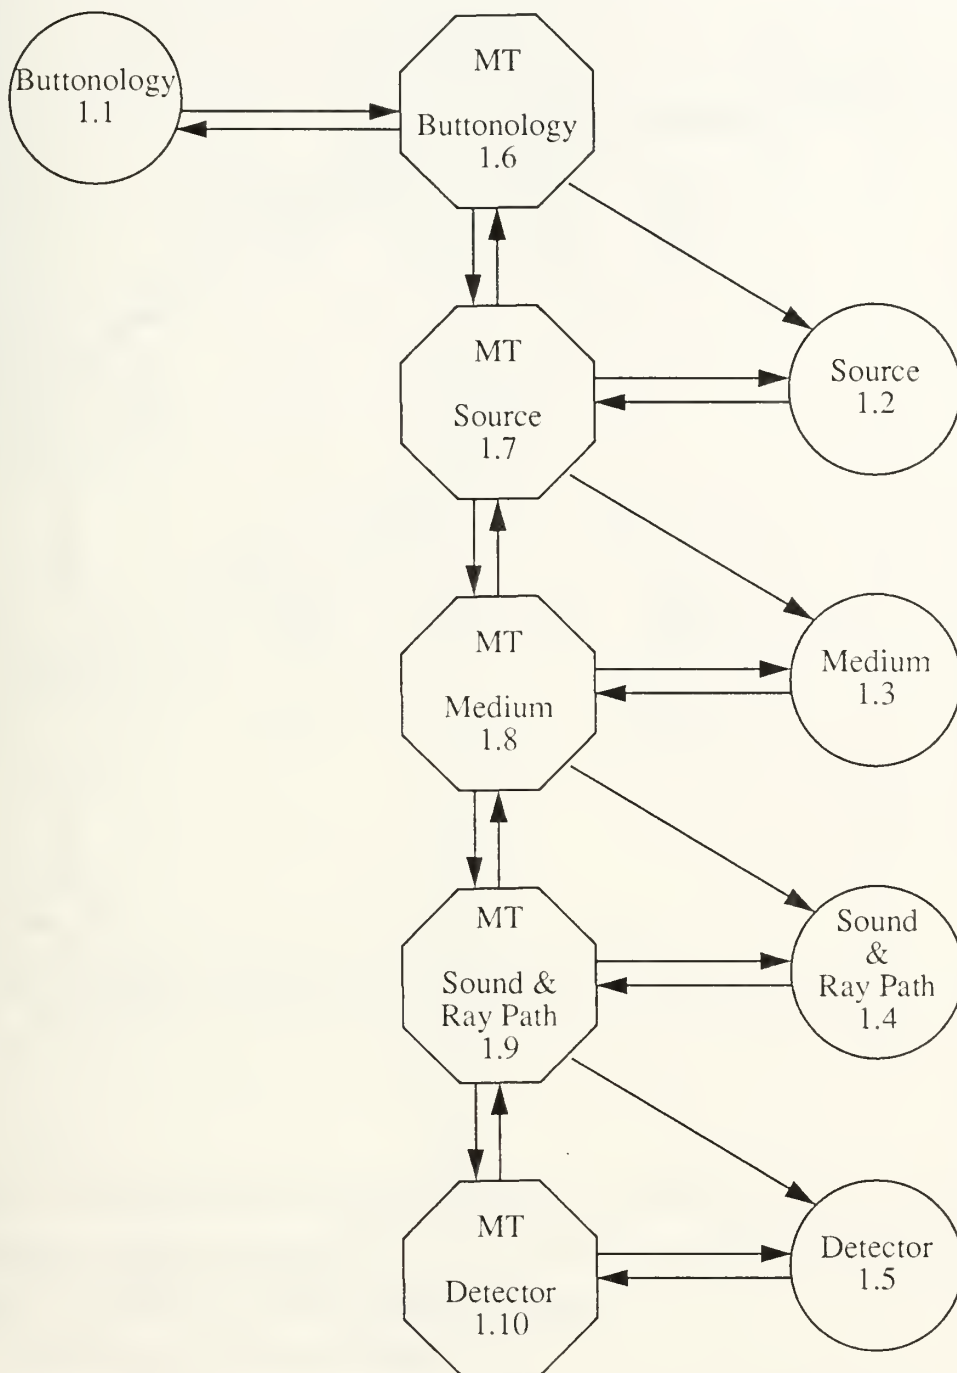 Buttonology
1.1
MT
Buttonology
1.6
MT
Source
1.7
Source
1.2
MT
Medium
1.8
Medium
1.3
MT
Sound &
Ray Path
1.9
Sound
&
Ray Path
1.4
MT
Detector
1.10
Detector
1.5